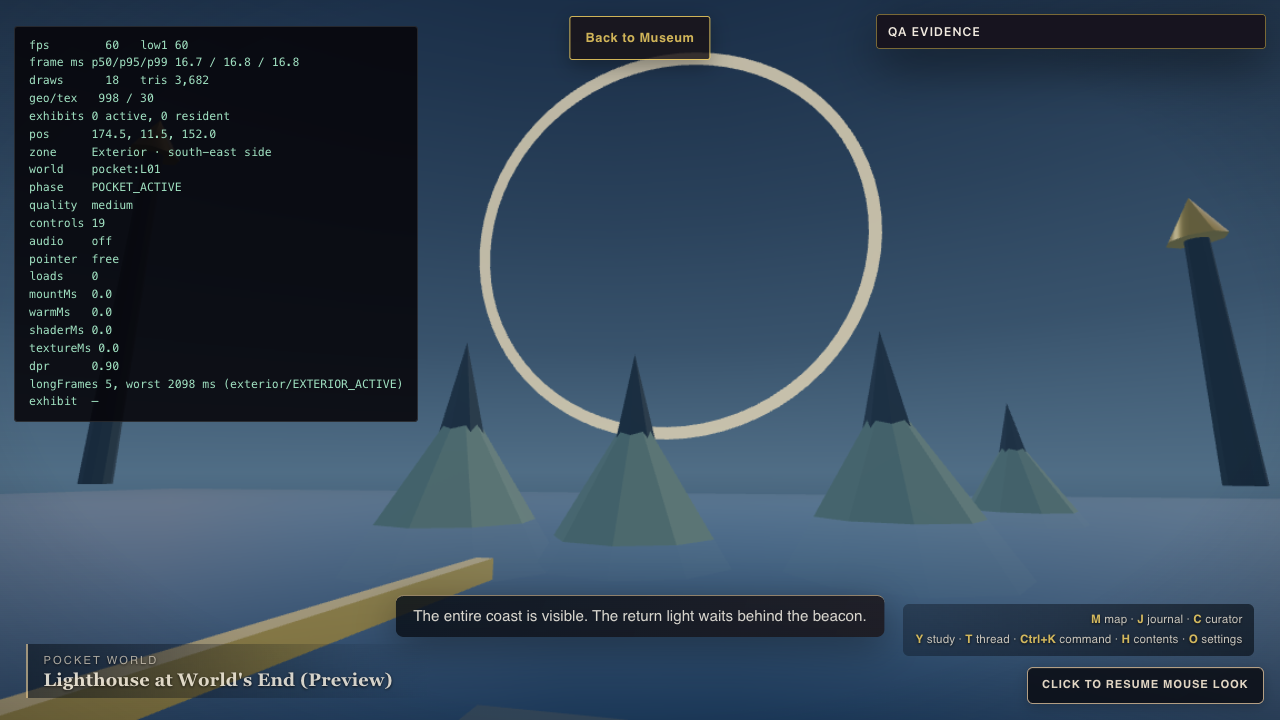 fps 60 low1 60
frame ms p50/p95/p99 16.7 / 16.8 / 16.8
draws 18 tris 3,682
geo/tex 998 / 30
exhibits 0 active, 0 resident
pos 174.5, 11.5, 152.0
zone Exterior · south-east side
world pocket:L01
phase POCKET_ACTIVE
quality medium
controls 19
audio off
pointer free
loads 0
mountMs 0.0
warmMs 0.0
shaderMs 0.0
textureMs 0.0
dpr 0.90
longFrames 5, worst 2098 ms (exterior/EXTERIOR_ACTIVE)
exhibit —
Back to Museum
QA EVIDENCE
The entire coast is visible. The return light waits behind the beacon.
M map · J journal · C curator
Y study · T thread · Ctrl+K command · H contents · O settings
POCKET WORLD
Lighthouse at World's End (Preview)
CLICK TO RESUME MOUSE LOOK